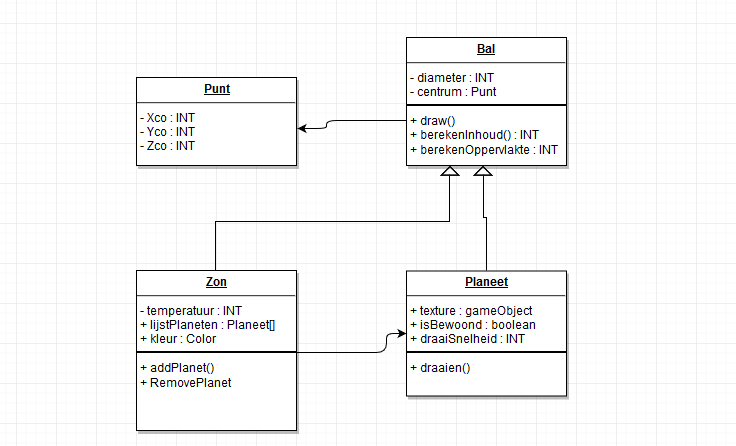 Punt
- Xco : INT
- Yco : INT
- Zco : INT
Bal
- diameter : INT
- centrum : Punt
+ draw()
+ berekenInhoud() : INT
+ berekenOppervlakte : INT
Zon
- temperatuur : INT
+ lijstPlaneten : Planeet[]
+ kleur : Color
+ addPlanet()
+ RemovePlanet
Planeet
+ texture : gameObject
+ isBewoond : boolean
+ draaiSnelheid : INT
+ draaien()